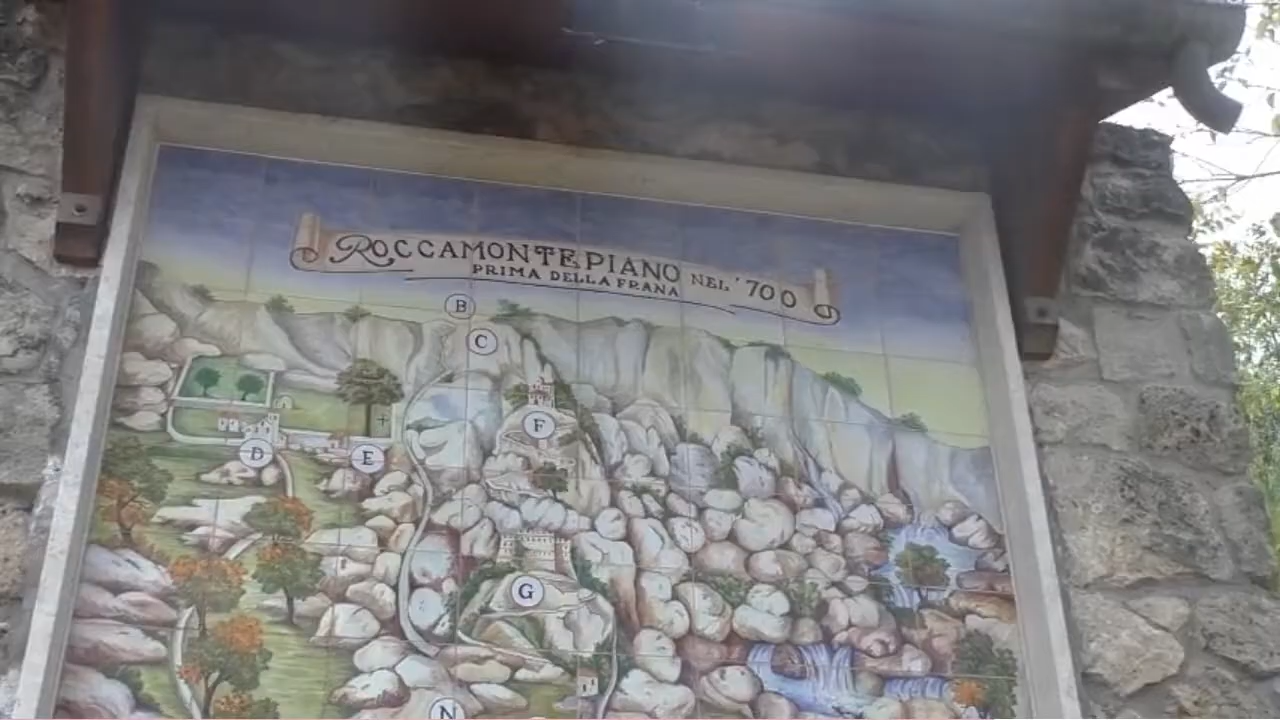 ROCCAMONTEPIANO NEL '700
PRIMA DELLA FRANA
B
C
F
D
E
G
N